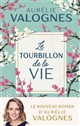 AURÉLIE
VALOGNES
Le
TOURBILLON
de
LA VIE
LE NOUVEAU ROMAN
D'AURÉLIE
VALOGNES